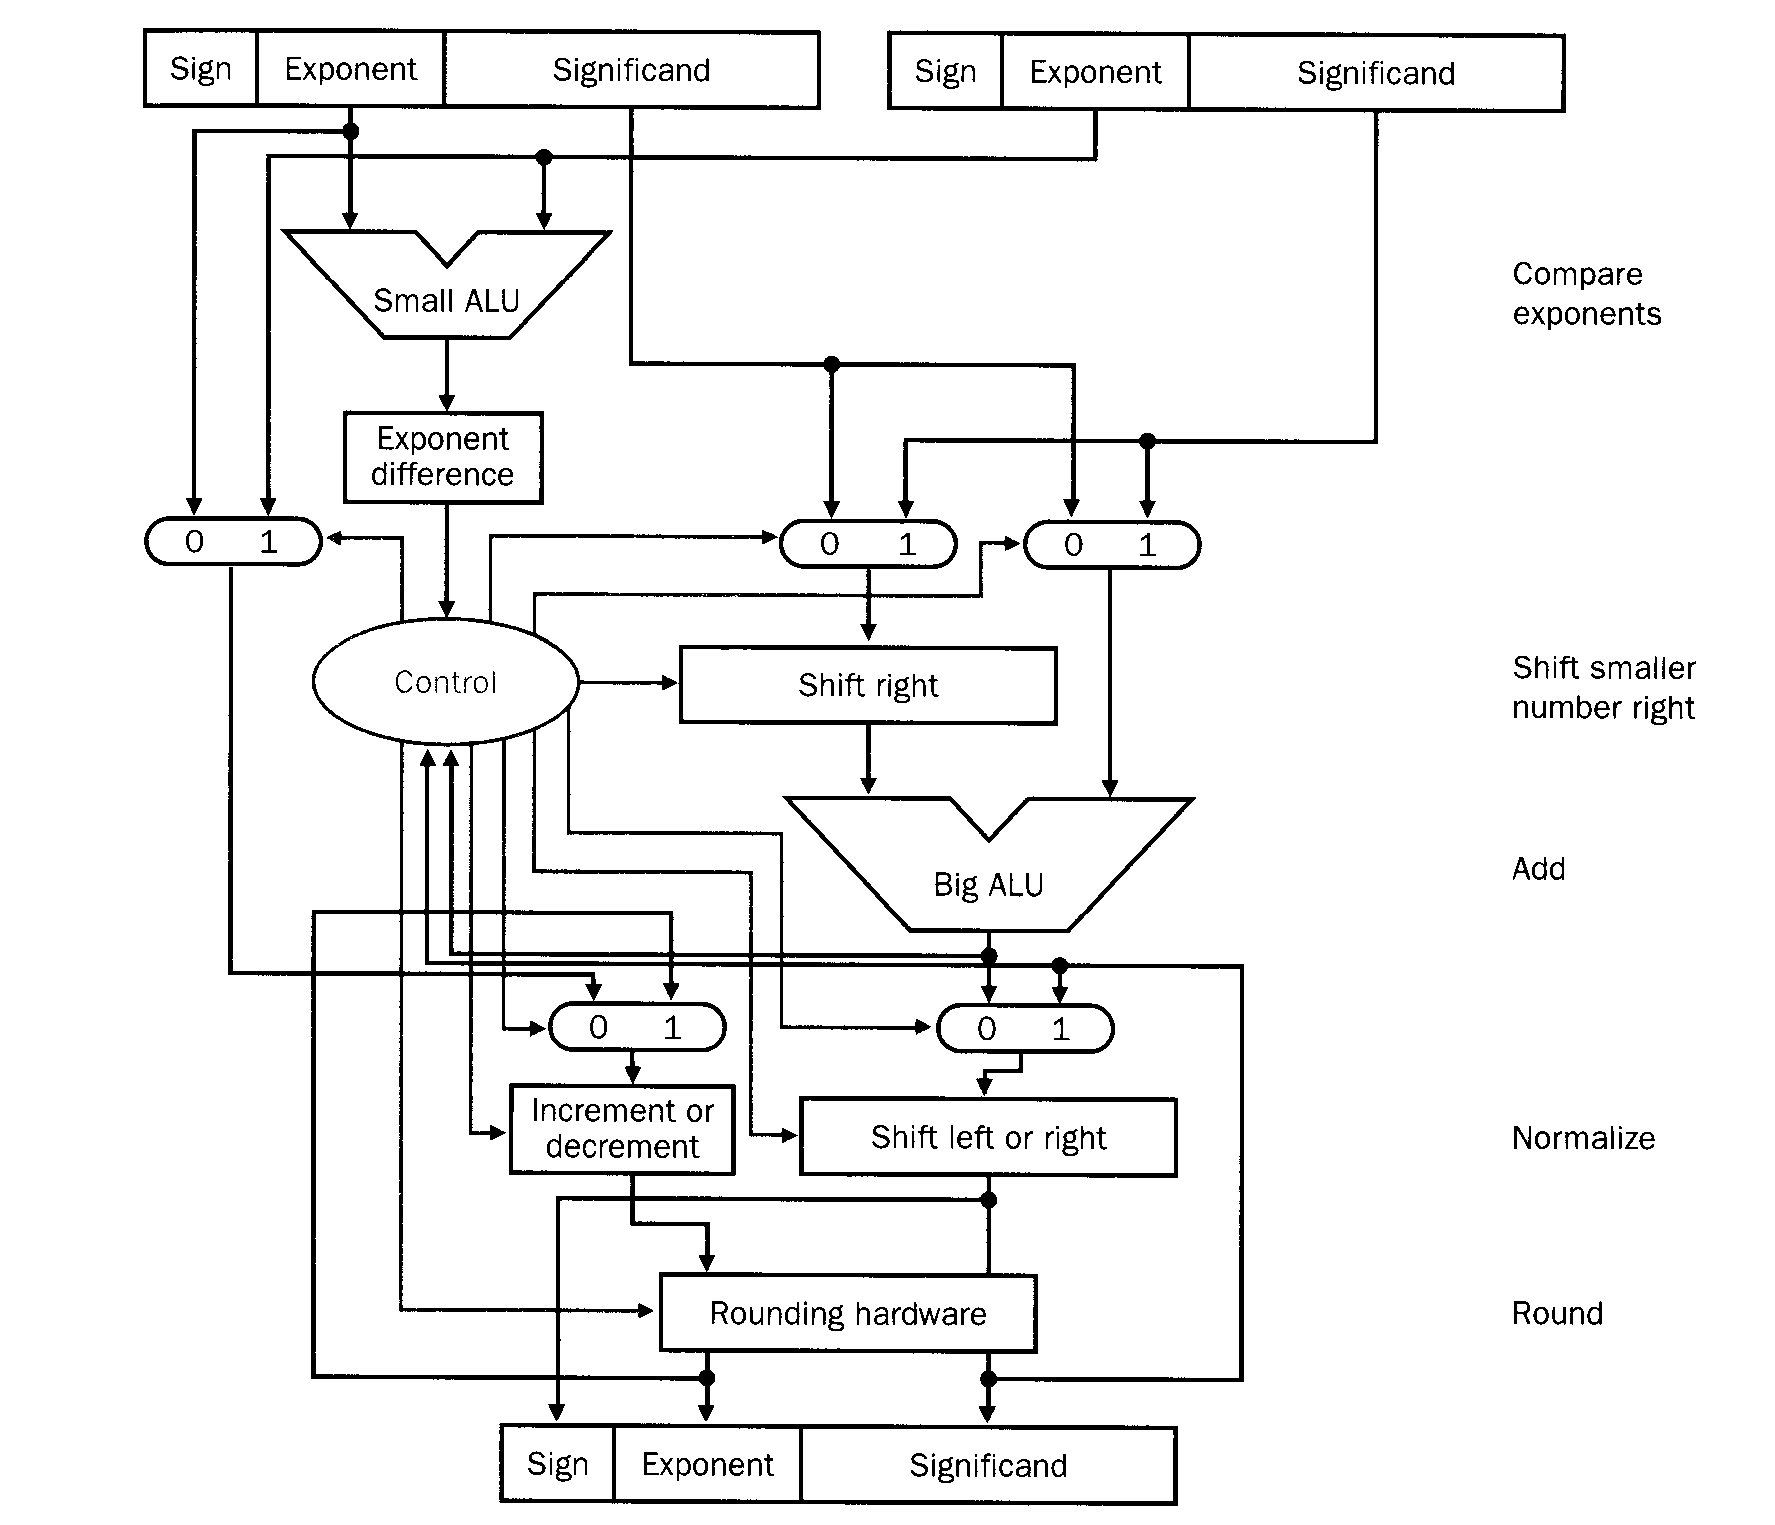 Sign Exponent Significand Sign Exponent Significand
Compare
exponents
Small ALU
Exponent
difference
0 1 0 1 0 1
Control
Shift right
Shift smaller
number right
Add
Big ALU
0 1 0 1
Increment or
decrement
Shift left or right
Normalize
Rounding hardware
Round
Sign Exponent Significand